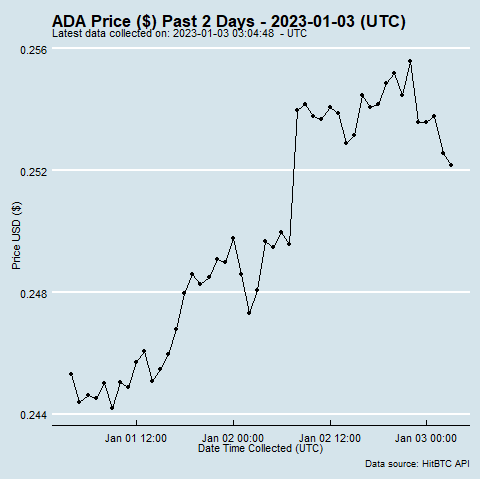 ADA Price ($) Past 2 Days - 2023-01-03 (UTC)
Latest data collected on: 2023-01-03 03:04:48 - UTC
0.256
0.252
0.248
0.244
Price USD ($)
Jan 01 12:00 Jan 02 00:00 Jan 02 12:00 Jan 03 00:00
Date Time Collected (UTC)
Data source: HitBTC API